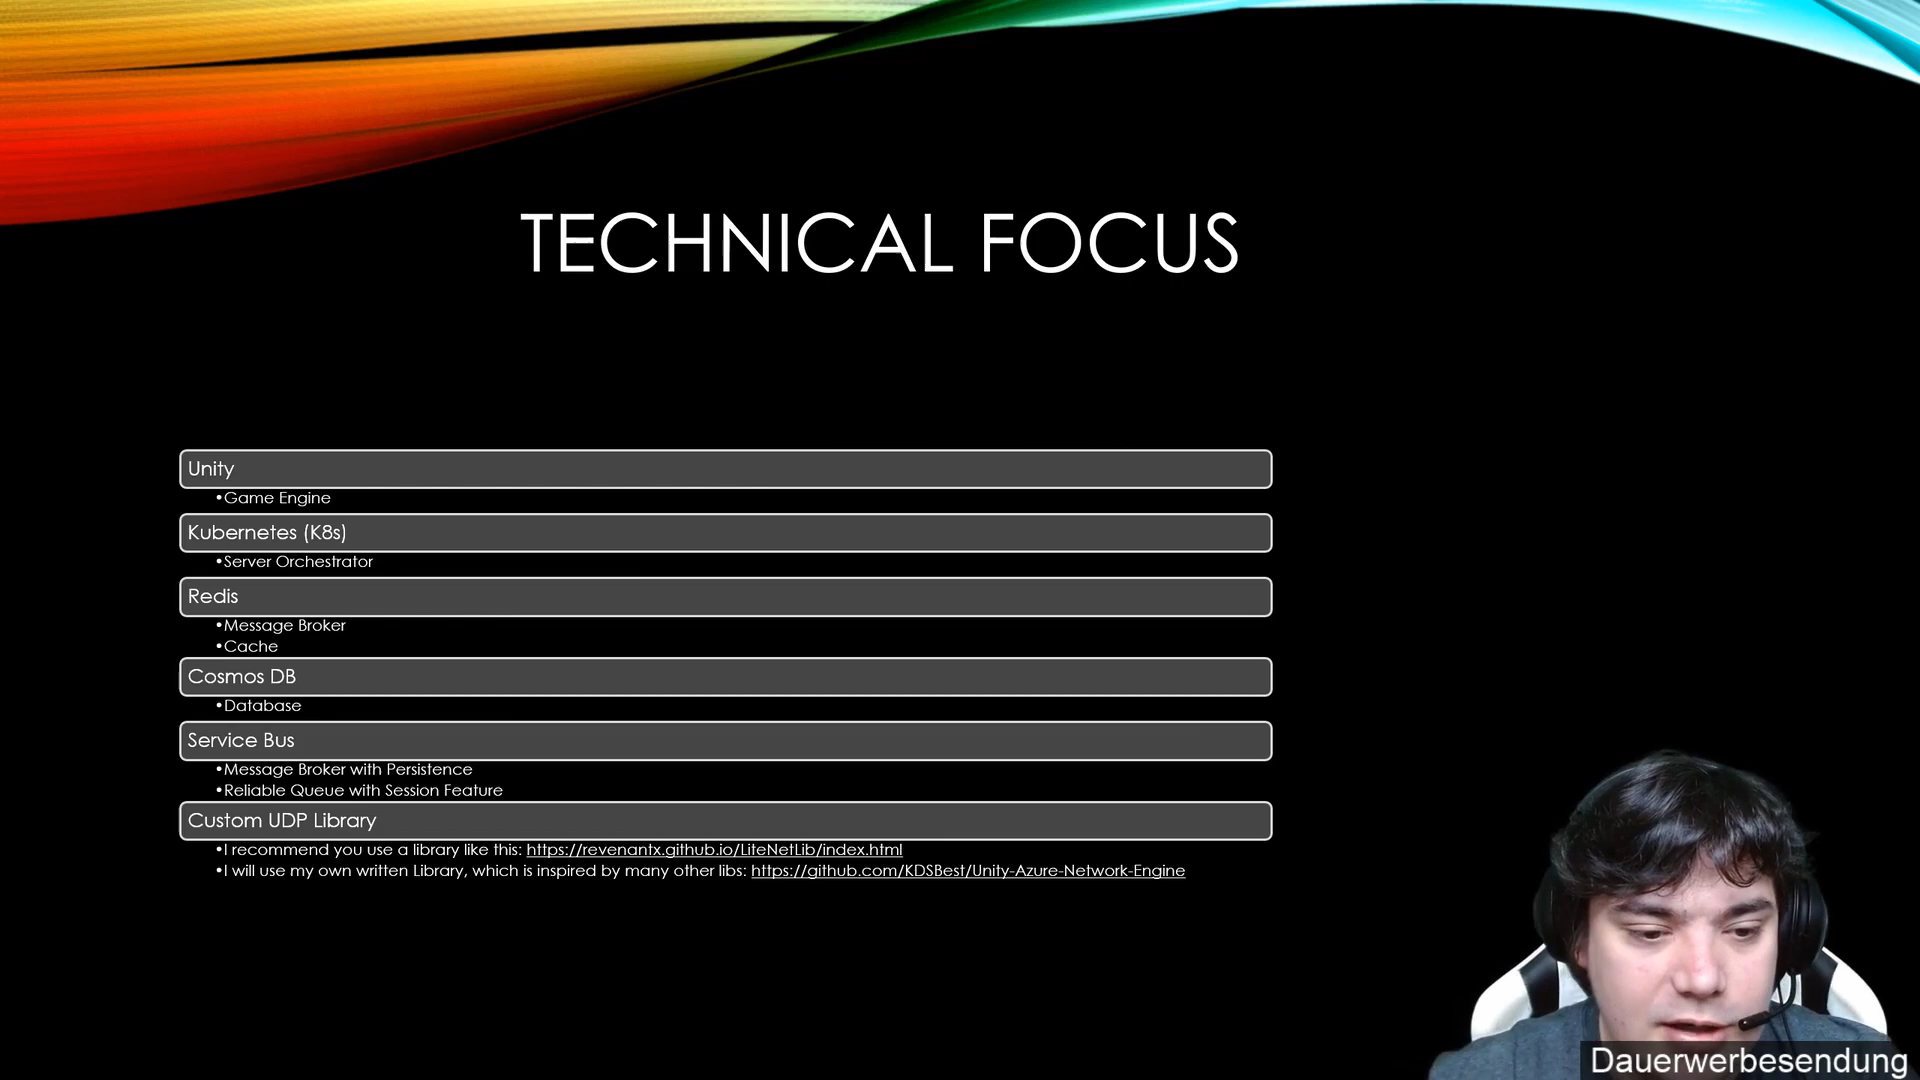 TECHNICAL FOCUS
Unity
•Game Engine
Kubernetes (K8s)
•Server Orchestrator
Redis
•Message Broker
•Cache
Cosmos DB
•Database
Service Bus
•Message Broker with Persistence
•Reliable Queue with Session Feature
Custom UDP Library
•I recommend you use a library like this: https://revenantx.github.io/LiteNetLib/index.html
•I will use my own written Library, which is inspired by many other libs: https://github.com/KDSBest/Unity-Azure-Network-Engine
Dauerwerbesendung